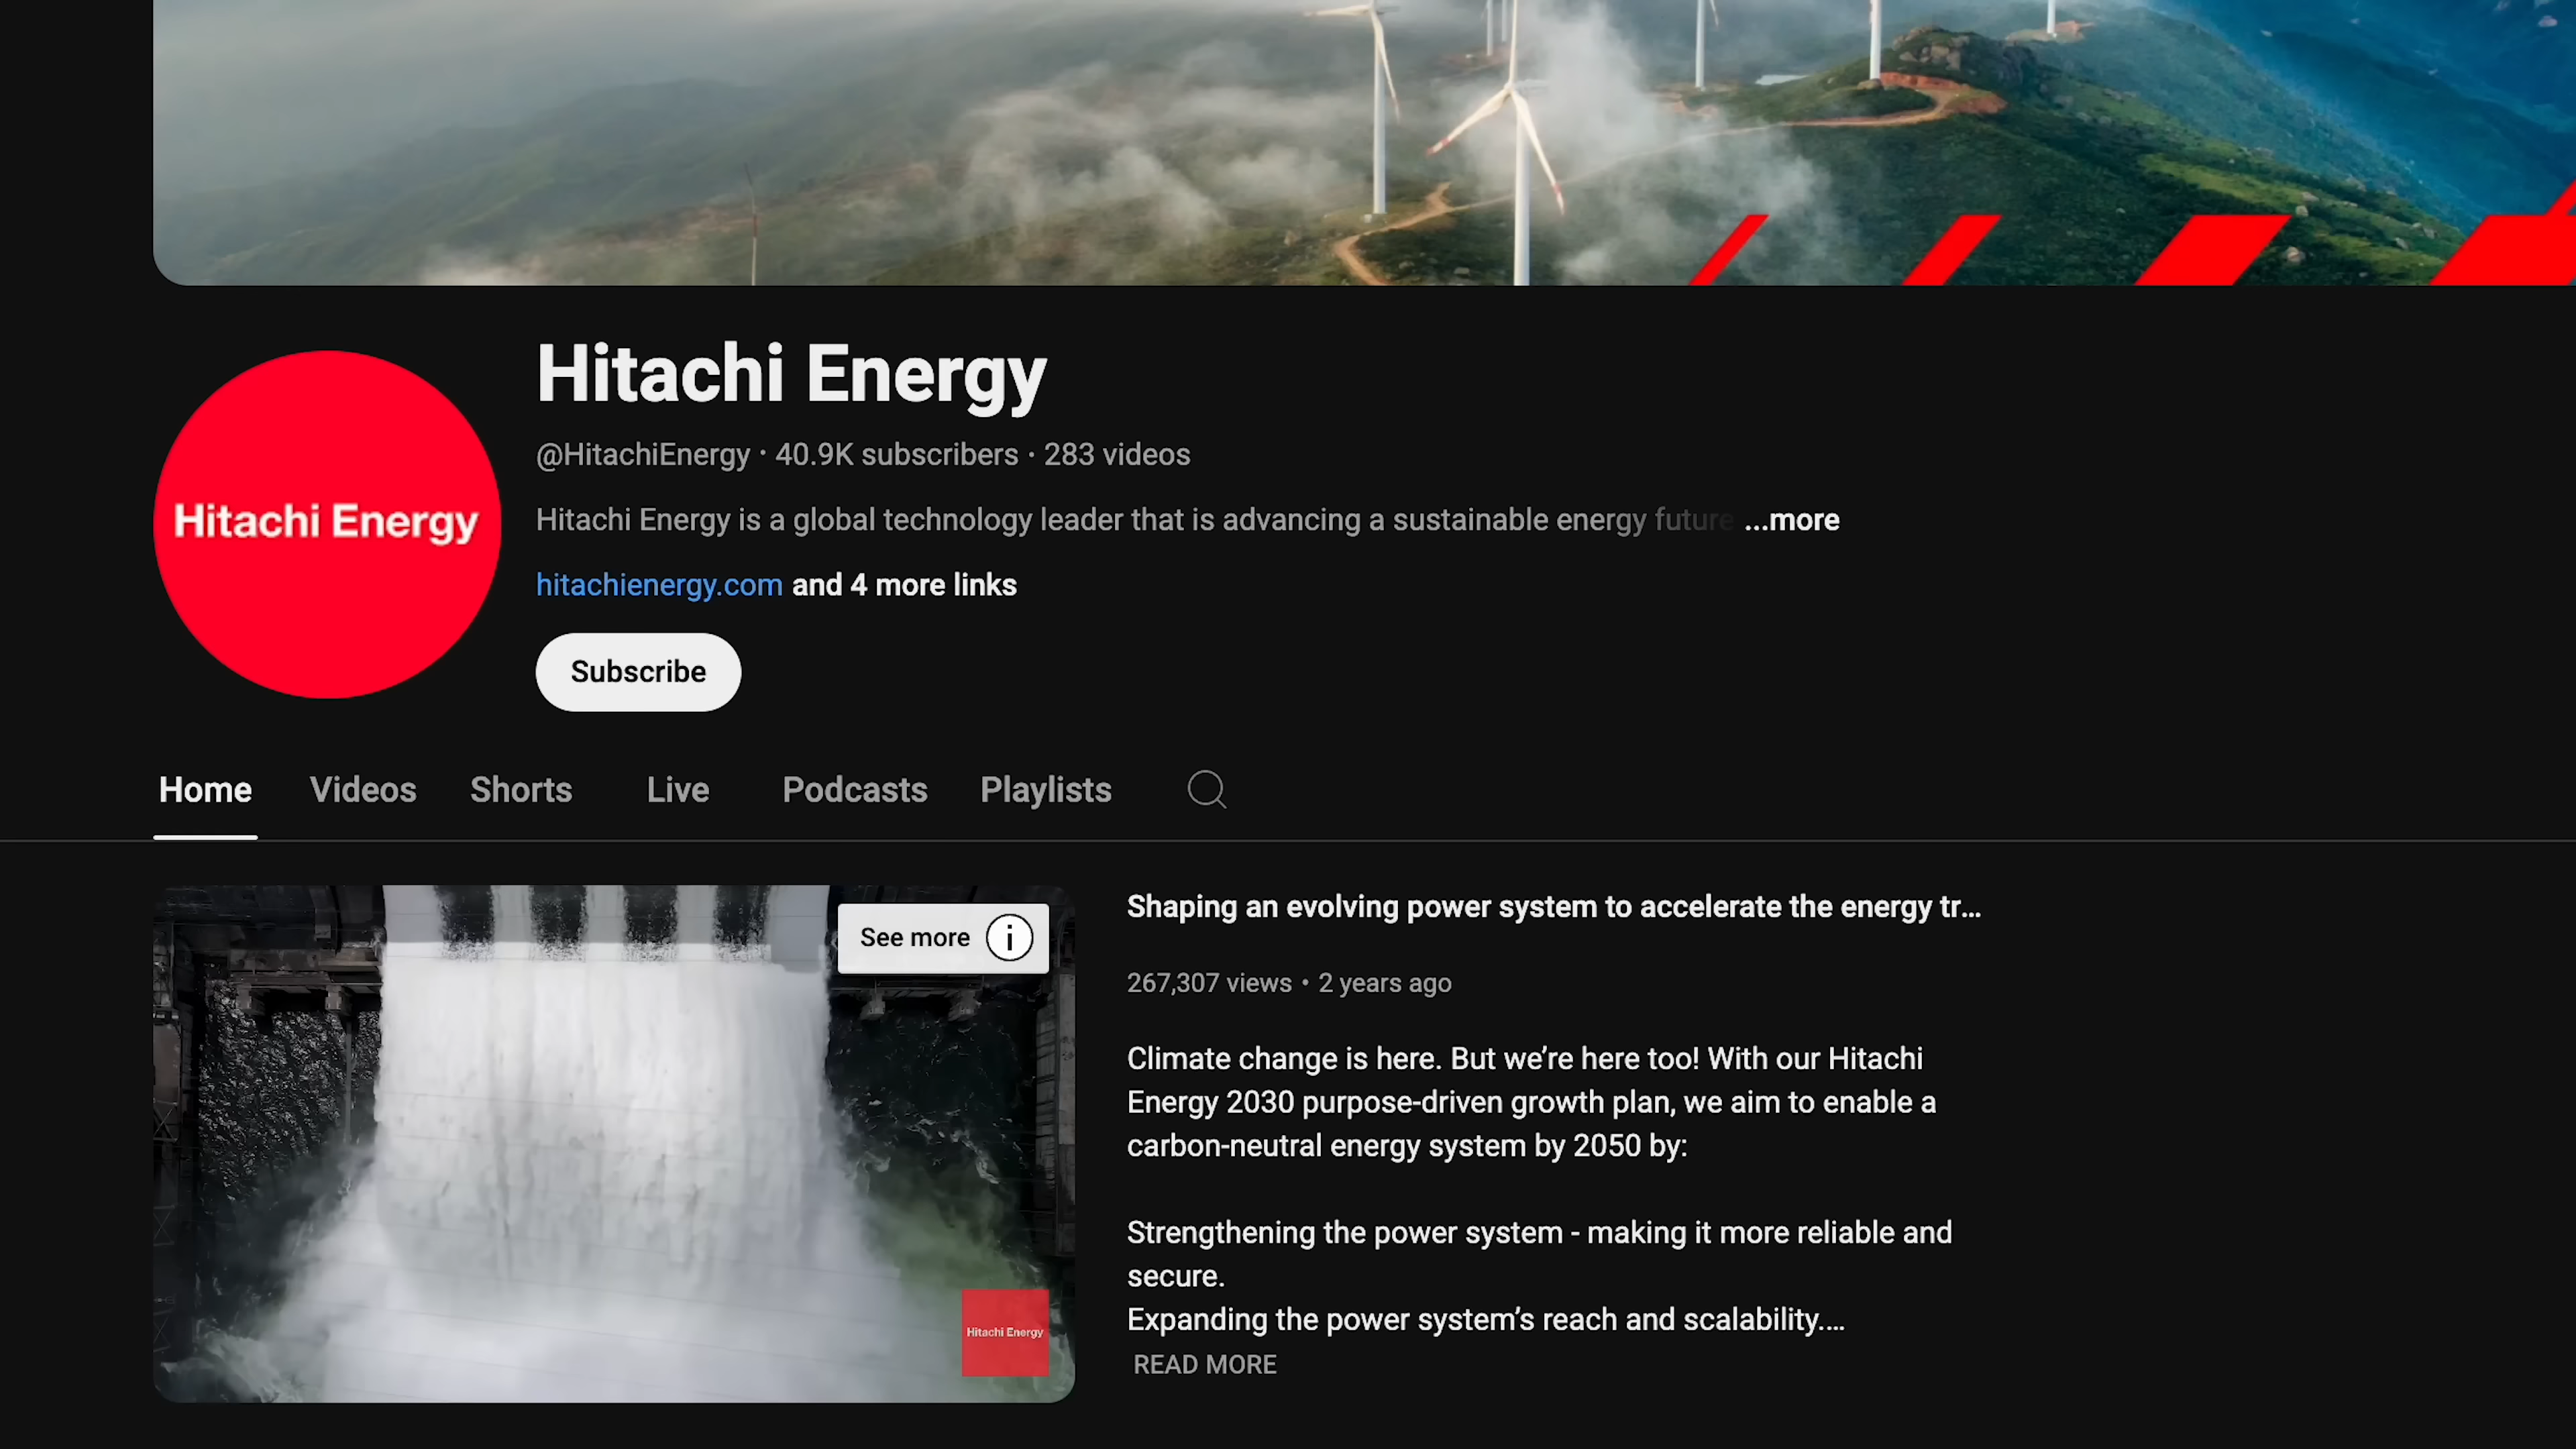 Hitachi Energy
Hitachi Energy
@HitachiEnergy · 40.9K subscribers · 283 videos
Hitachi Energy is a global technology leader that is advancing a sustainable energy future ...more
hitachienergy.com and 4 more links
Subscribe
Home Videos Shorts Live Podcasts Playlists
See more
Hitachi Energy
Shaping an evolving power system to accelerate the energy tr...
267,307 views • 2 years ago
Climate change is here. But we’re here too! With our Hitachi
Energy 2030 purpose-driven growth plan, we aim to enable a
carbon-neutral energy system by 2050 by:
Strengthening the power system - making it more reliable and
secure.
Expanding the power system’s reach and scalability....
READ MORE